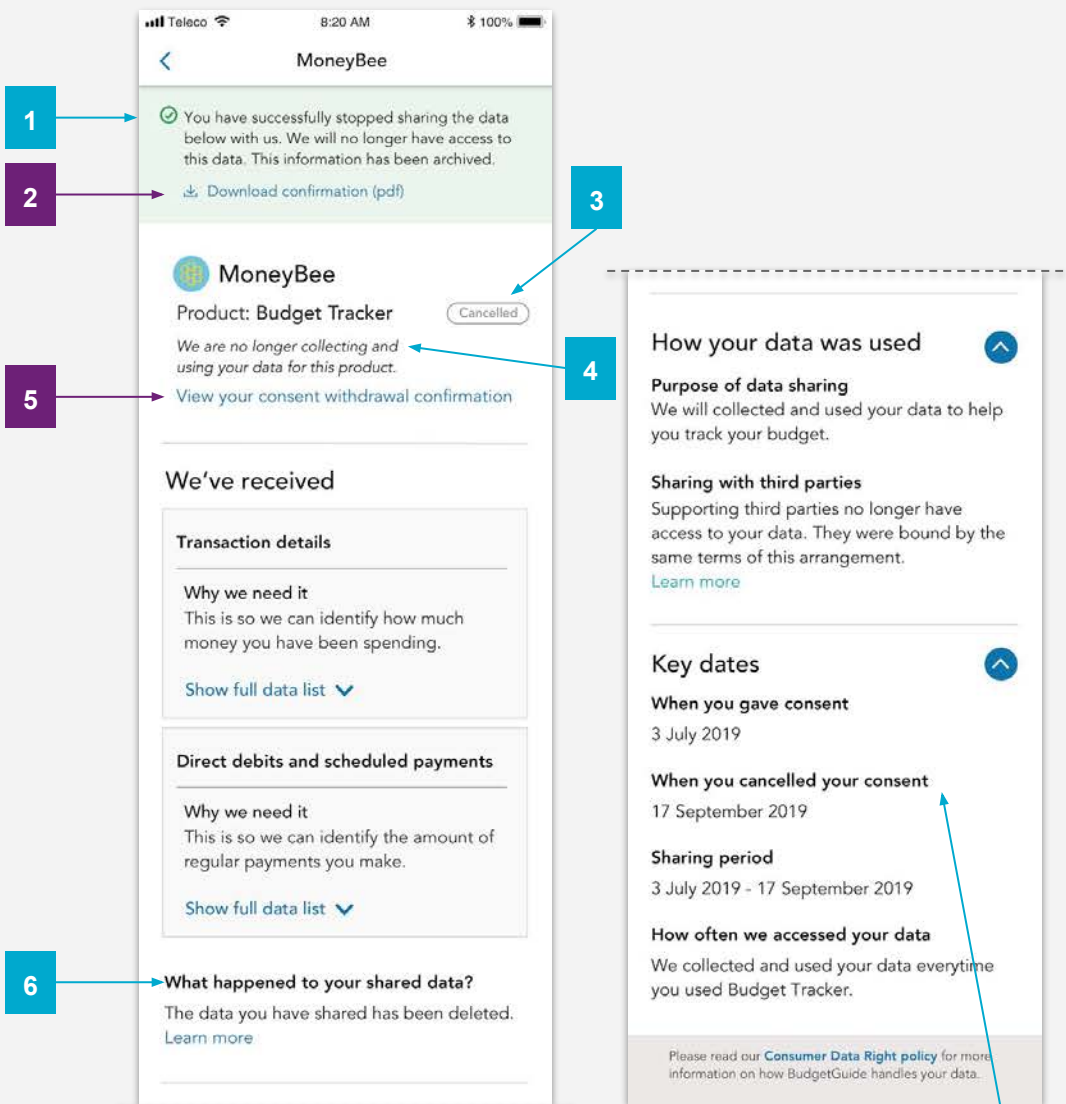 Teleco 8:20 AM 100%
MoneyBee
1
You have successfully stopped sharing the data
below with us. We will no longer have access to
this data. This information has been archived.
2
Download confirmation (pdf)
3
MoneyBee
Product: Budget Tracker
Cancelled
We are no longer collecting and
using your data for this product.
4
5
View your consent withdrawal confirmation
We've received
Transaction details
Why we need it
This is so we can identify how much
money you have been spending.
Show full data list
Direct debits and scheduled payments
Why we need it
This is so we can identify the amount of
regular payments you make.
Show full data list
6
What happened to your shared data?
The data you have shared has been deleted.
Learn more
How your data was used
Purpose of data sharing
We will collected and used your data to help
you track your budget.
Sharing with third parties
Supporting third parties no longer have
access to your data. They were bound by the
same terms of this arrangement.
Learn more
Key dates
When you gave consent
3 July 2019
When you cancelled your consent
17 September 2019
Sharing period
3 July 2019 - 17 September 2019
How often we accessed your data
We collected and used your data everytime
you used Budget Tracker.
Please read our Consumer Data Right policy for more
information on how BudgetGuide handles your data.